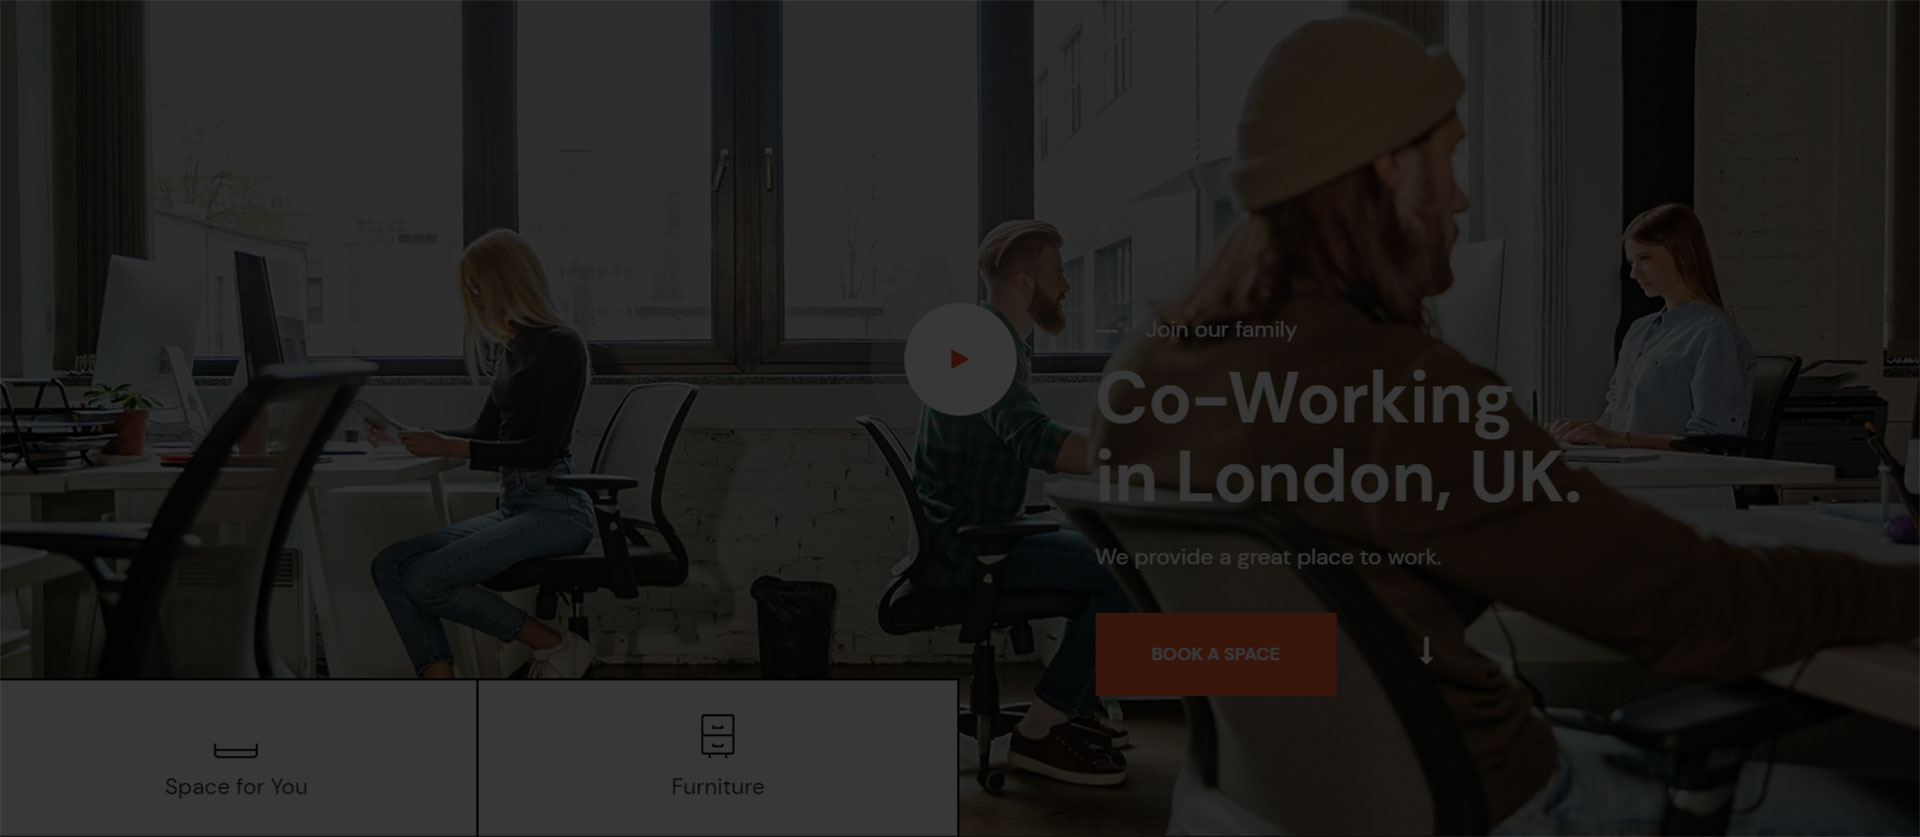 Join our family
Co-Working
in London, UK.
We provide a great place to work.
BOOK A SPACE
Space for You
Furniture